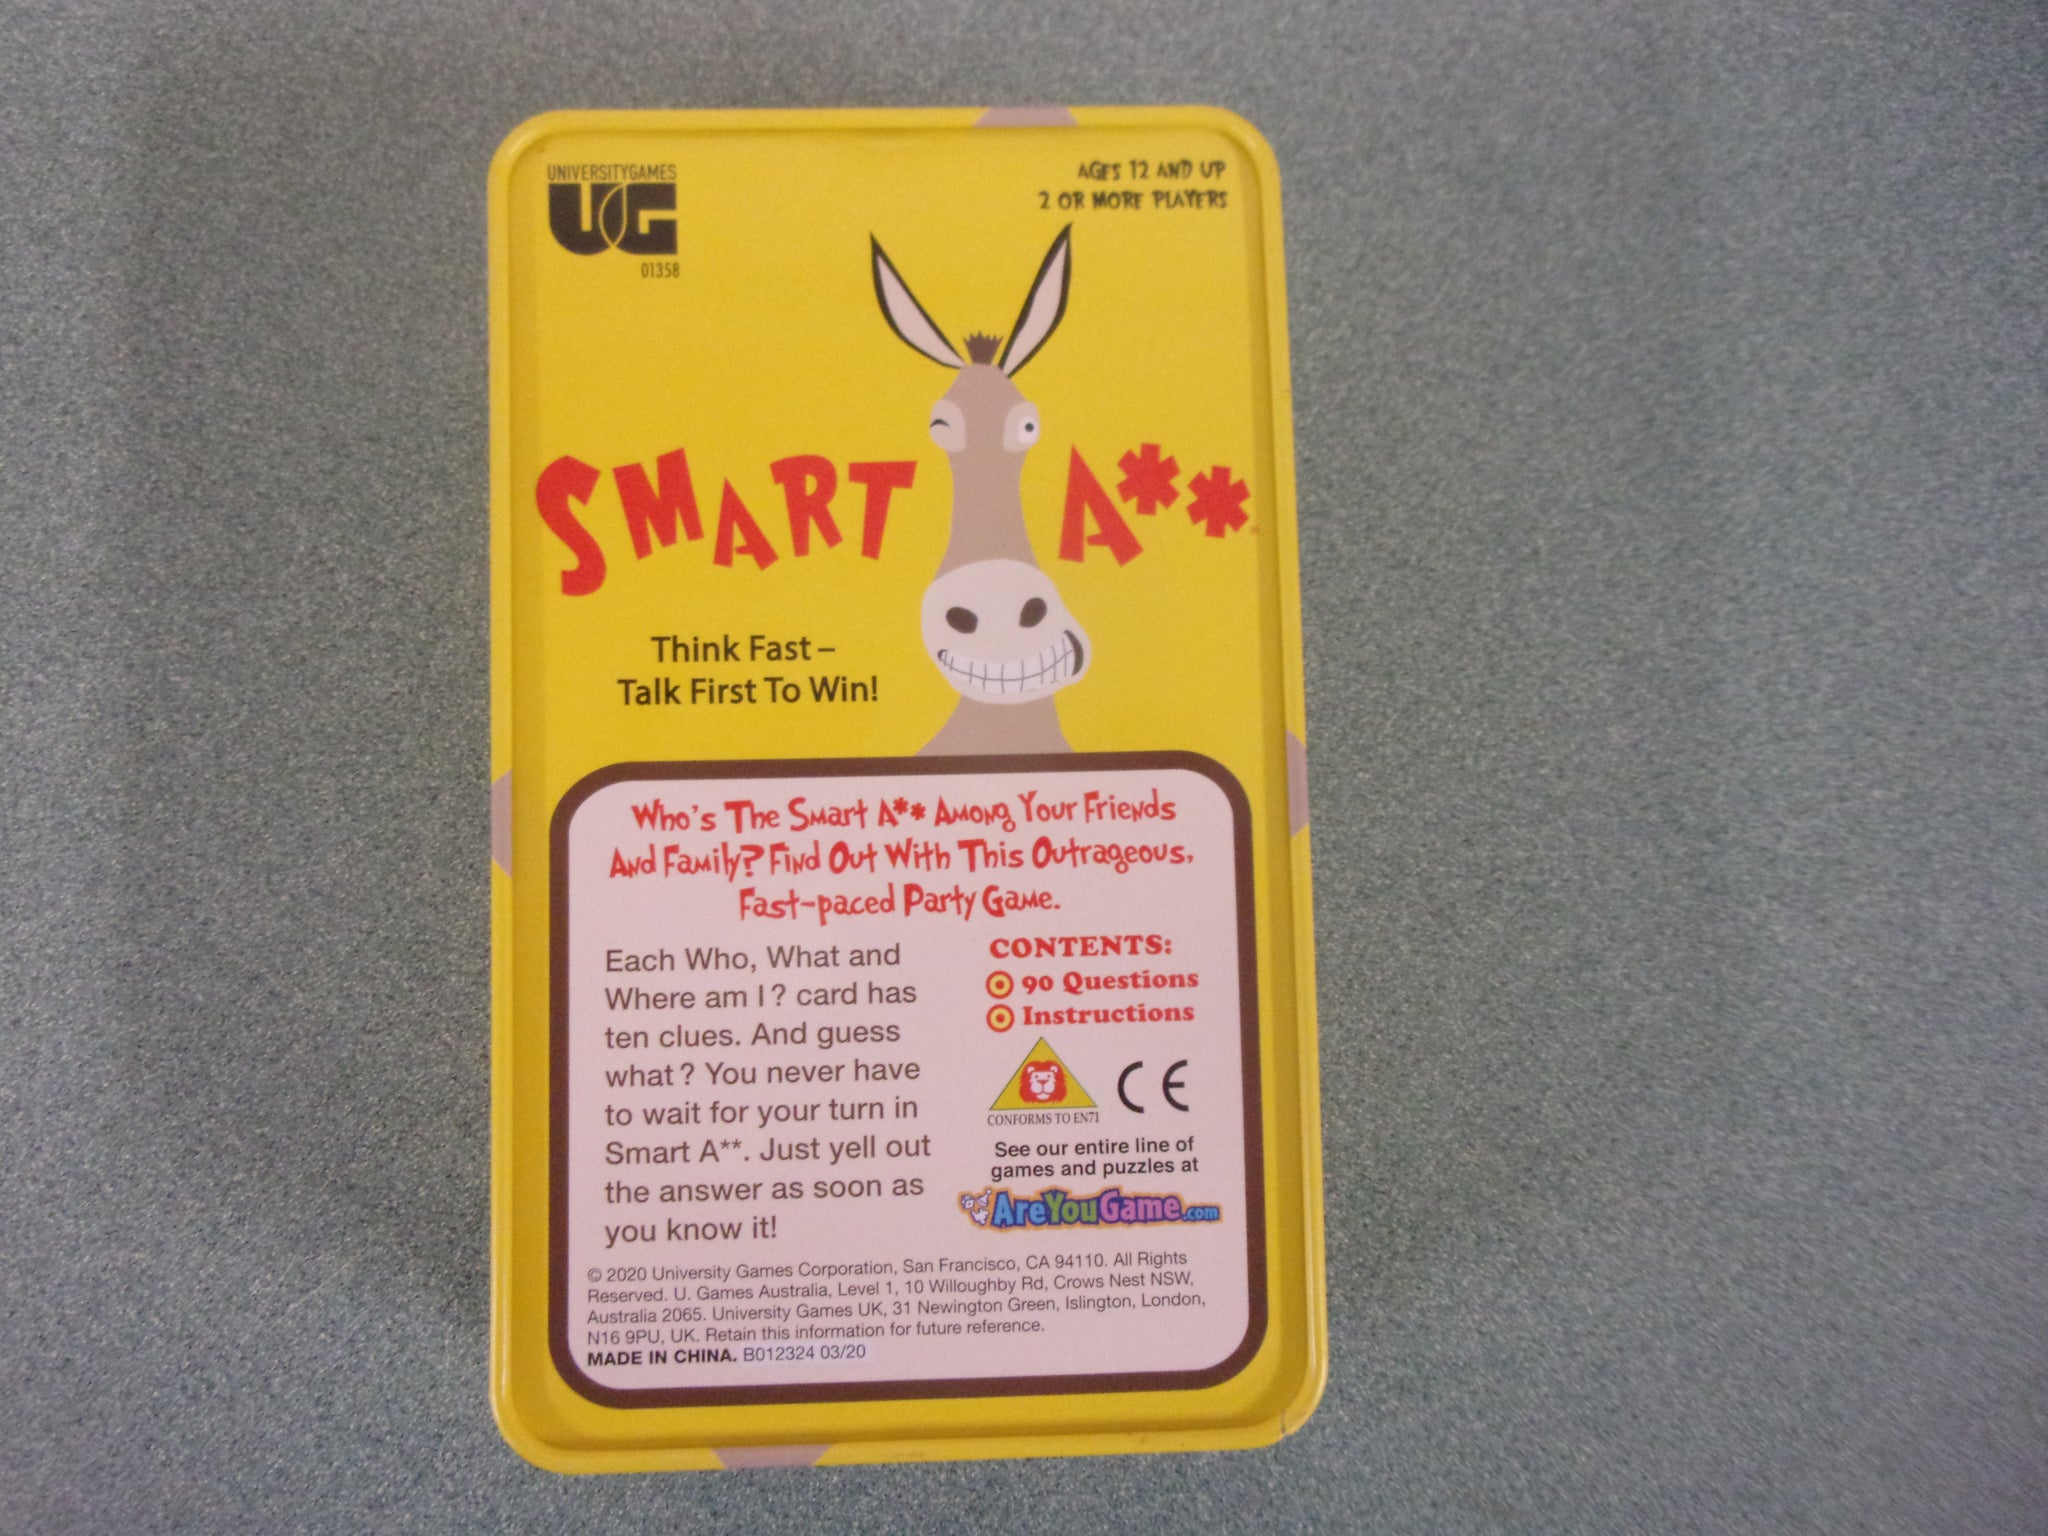 UNIVERSITYGAMES
UG
01358
AGES 12 AND UP
2 OR MORE PLAYERS
SMART A**
Think Fast –
Talk First To Win!
Who's The Smart A** Among Your Friends
And Family? Find Out With This Outrageous,
Fast-paced Party Game.
Each Who, What and
Where am I? card has
ten clues. And guess
what? You never have
to wait for your turn in
Smart A**. Just yell out
the answer as soon as
you know it!
CONTENTS:
90 Questions
Instructions
CONFORMS TO EN71
CE
See our entire line of
games and puzzles at
AreYouGame.com
© 2020 University Games Corporation, San Francisco, CA 94110. All Rights
Reserved. U. Games Australia, Level 1, 10 Willoughby Rd, Crows Nest NSW,
Australia 2065. University Games UK, 31 Newington Green, Islington, London,
N16 9PU, UK. Retain this information for future reference.
MADE IN CHINA. B012324 03/20